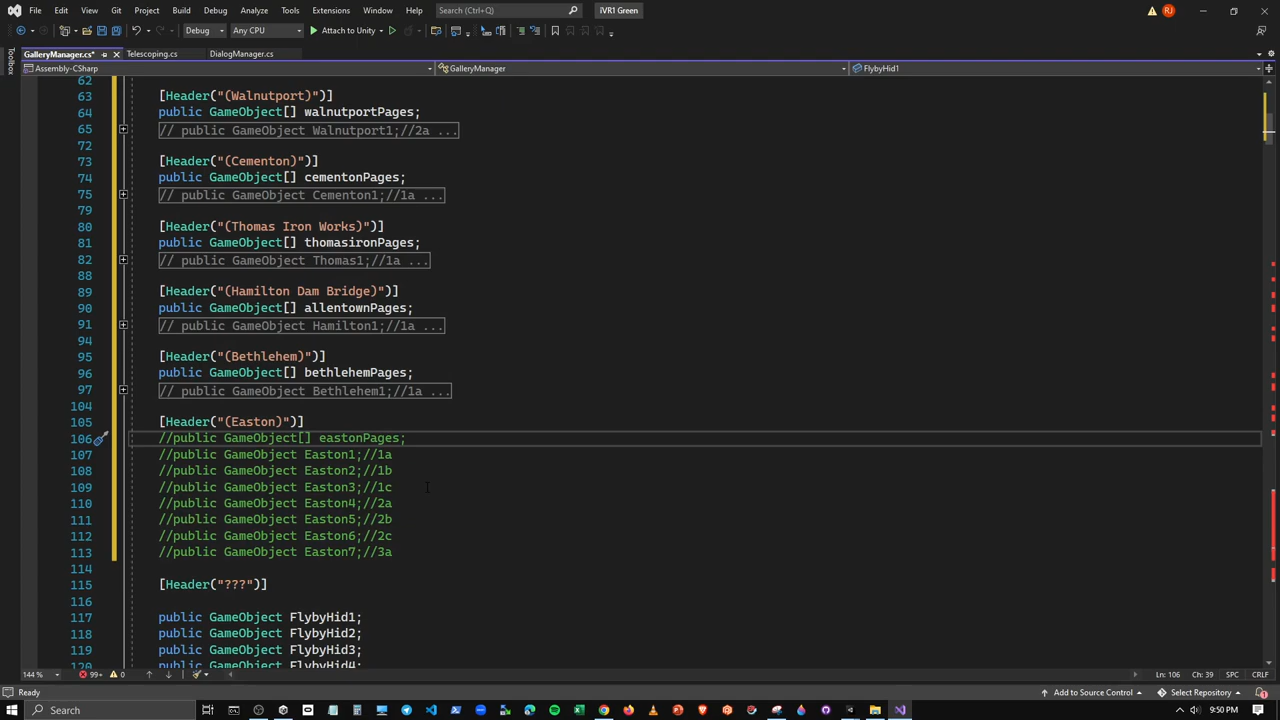 File Edit View Git Project Build Debug Analyze Tools Extensions Window Help Search (Ctrl+Q) iVR1 Green RJ
Debug Any CPU Attach to Unity
GalleryManager.cs* Telescoping.cs DialogManager.cs
Toolbox
Assembly-CSharp GalleryManager FlybyHid1
62
63 [Header("(Walnutport)")]
64 public GameObject[] walnutportPages;
65 // public GameObject Walnutport1;//2a ...
72
73 [Header("(Cementon)")]
74 public GameObject[] cementonPages;
75 // public GameObject Cementon1;//1a ...
79
80 [Header("(Thomas Iron Works)")]
81 public GameObject[] thomasironPages;
82 // public GameObject Thomas1;//1a ...
88
89 [Header("(Hamilton Dam Bridge)")]
90 public GameObject[] allentownPages;
91 // public GameObject Hamilton1;//1a ...
94
95 [Header("(Bethlehem)")]
96 public GameObject[] bethlehemPages;
97 // public GameObject Bethlehem1;//1a ...
104
105 [Header("(Easton)")]
106 //public GameObject[] eastonPages;
107 //public GameObject Easton1;//1a
108 //public GameObject Easton2;//1b
109 //public GameObject Easton3;//1c
110 //public GameObject Easton4;//2a
111 //public GameObject Easton5;//2b
112 //public GameObject Easton6;//2c
113 //public GameObject Easton7;//3a
114
115 [Header("???")]
116
117 public GameObject FlybyHid1;
118 public GameObject FlybyHid2;
119 public GameObject FlybyHid3;
120 public GameObject FlybyHid4;
144 % 99+ 0 Ln: 106 Ch: 39 SPC CRLF
Ready Add to Source Control Select Repository 1
Search 9:50 PM